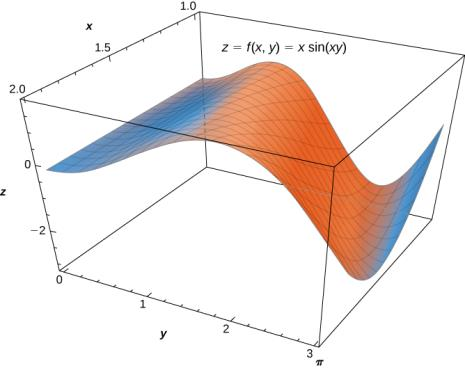 1.0
x
z = f(x, y) = x sin(xy)
1.5
2.0
0
z
−2
0
1
2
y
3
π